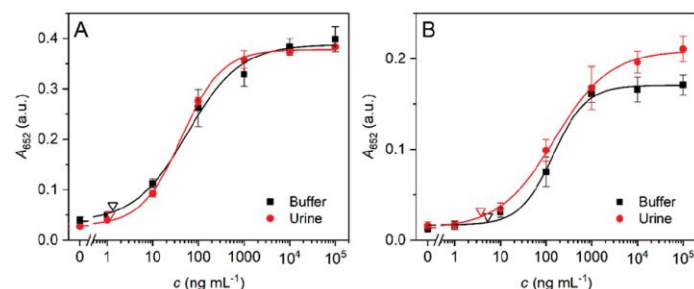 A
A₆₅₂ (a.u.)
0.4
0.3
0.2
0.1
0.0
Buffer
Urine
0 1 10 100 1000 10⁴ 10⁵
c (ng mL⁻¹)
B
A₆₅₂ (a.u.)
0.2
0.1
0.0
Buffer
Urine
0 1 10 100 1000 10⁴ 10⁵
c (ng mL⁻¹)